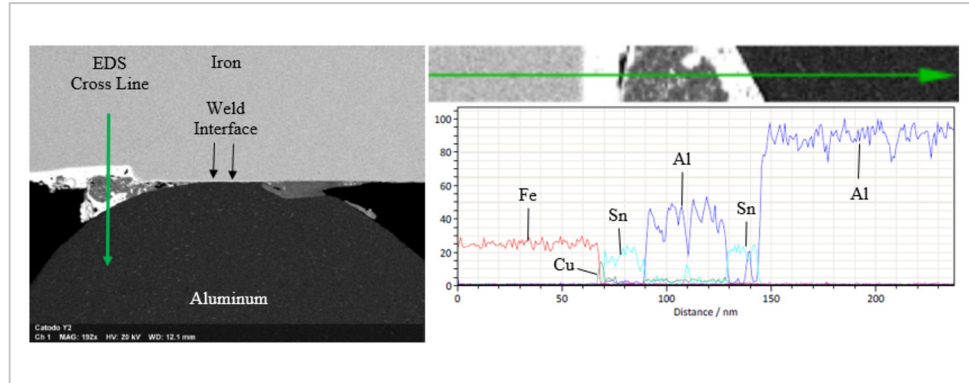 EDS
Cross Line
Iron
Weld
Interface
Aluminum
Catodo Y2
Ch 1 MAG: 192x HV: 20 kV WD: 12.1 mm
100
80
60
40
20
0
Fe
Cu
Sn
Al
Sn
Al
0 50 100 150 200
Distance / nm